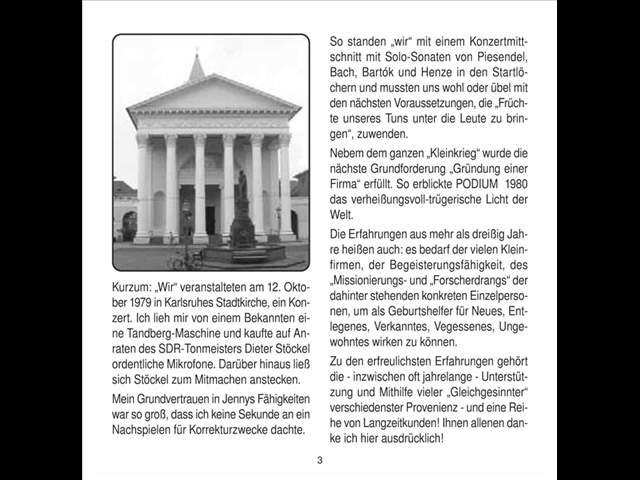 Kurzum: „Wir“ veranstalteten am 12. Okto-
ber 1979 in Karlsruhes Stadtkirche, ein Kon-
zert. Ich lieh mir von einem Bekannten ei-
ne Tandberg-Maschine und kaufte auf An-
raten des SDR-Tonmeisters Dieter Stöckel
ordentliche Mikrofone. Darüber hinaus ließ
sich Stöckel zum Mitmachen anstecken.
Mein Grundvertrauen in Jennys Fähigkeiten
war so groß, dass ich keine Sekunde an ein
Nachspielen für Korrekturzwecke dachte.
So standen „wir“ mit einem Konzertmitt-
schnitt mit Solo-Sonaten von Piesendel,
Bach, Bartók und Henze in den Startlö-
chern und mussten uns wohl oder übel mit
den nächsten Voraussetzungen, die „Früch-
te unseres Tuns unter die Leute zu brin-
gen“, zuwenden.
Nebem dem ganzen „Kleinkrieg“ wurde die
nächste Grundforderung „Gründung einer
Firma“ erfüllt. So erblickte PODIUM 1980
das verheißungsvoll-trügerische Licht der
Welt.
Die Erfahrungen aus mehr als dreißig Jah-
re heißen auch: es bedarf der vielen Klein-
firmen, der Begeisterungsfähigkeit, des
„Missionierungs- und „Forscherdrangs“ der
dahinter stehenden konkreten Einzelperso-
nen, um als Geburtshelfer für Neues, Ent-
legenes, Verkanntes, Vegessenes, Unge-
wohntes wirken zu können.
Zu den erfreulichsten Erfahrungen gehört
die - inzwischen oft jahrelange - Unterstüt-
zung und Mithilfe vieler „Gleichgesinnter“
verschiedenster Provenienz - und eine Rei-
he von Langzeitkunden! Ihnen allenen dan-
ke ich hier ausdrücklich!
3